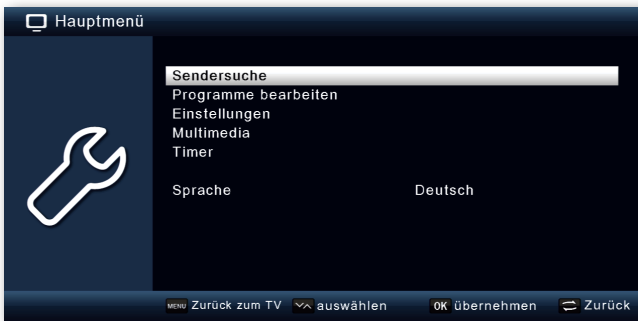 Hauptmenü
Sendersuche
Programme bearbeiten
Einstellungen
Multimedia
Timer
Sprache Deutsch
MENU Zurück zum TV auswählen OK übernehmen Zurück